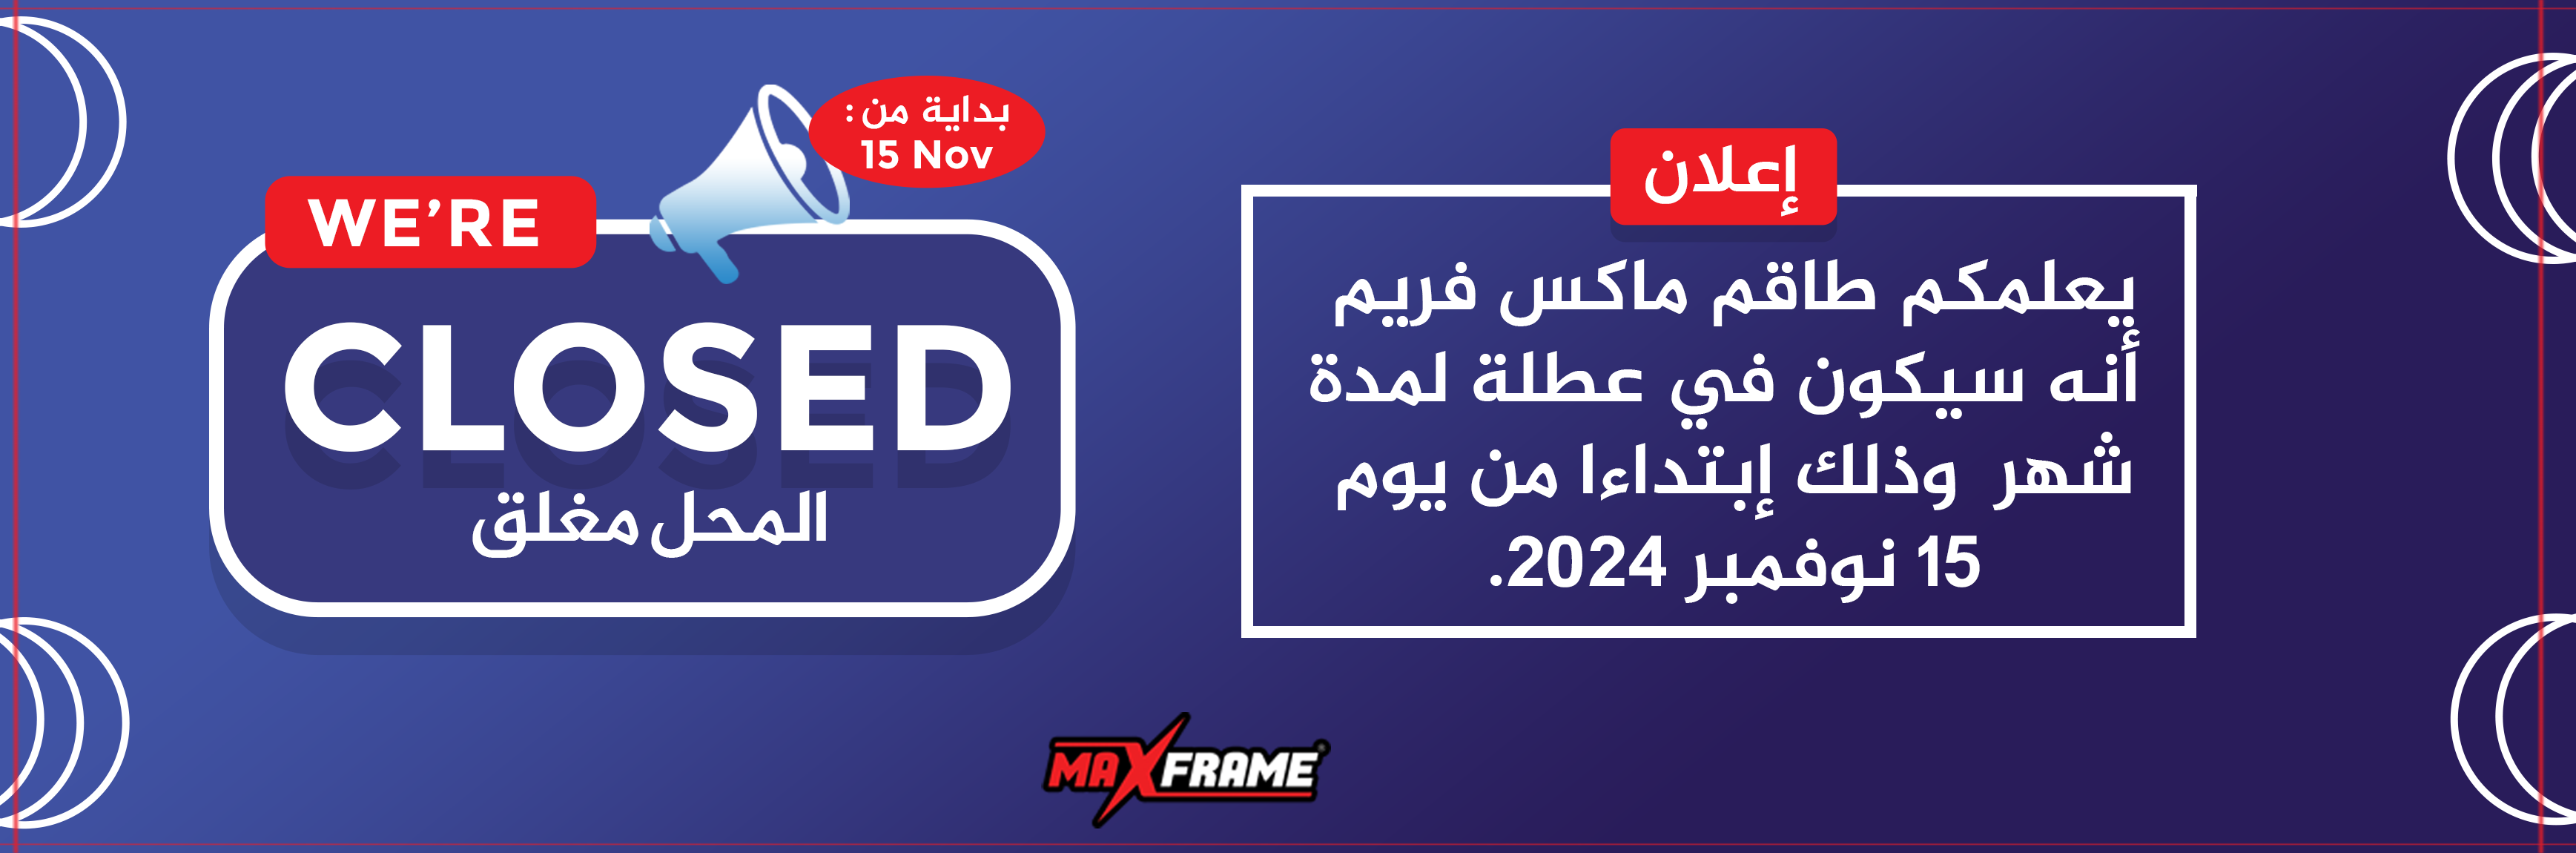 بداية من :
15 Nov
WE'RE
CLOSED
المحل مغلق
إعلان
يعلمكم طاقم ماكس فريم
أنه سيكون في عطلة لمدة
شهر وذلك إبتداءا من يوم
15 نوفمبر 2024.
MAXFRAME